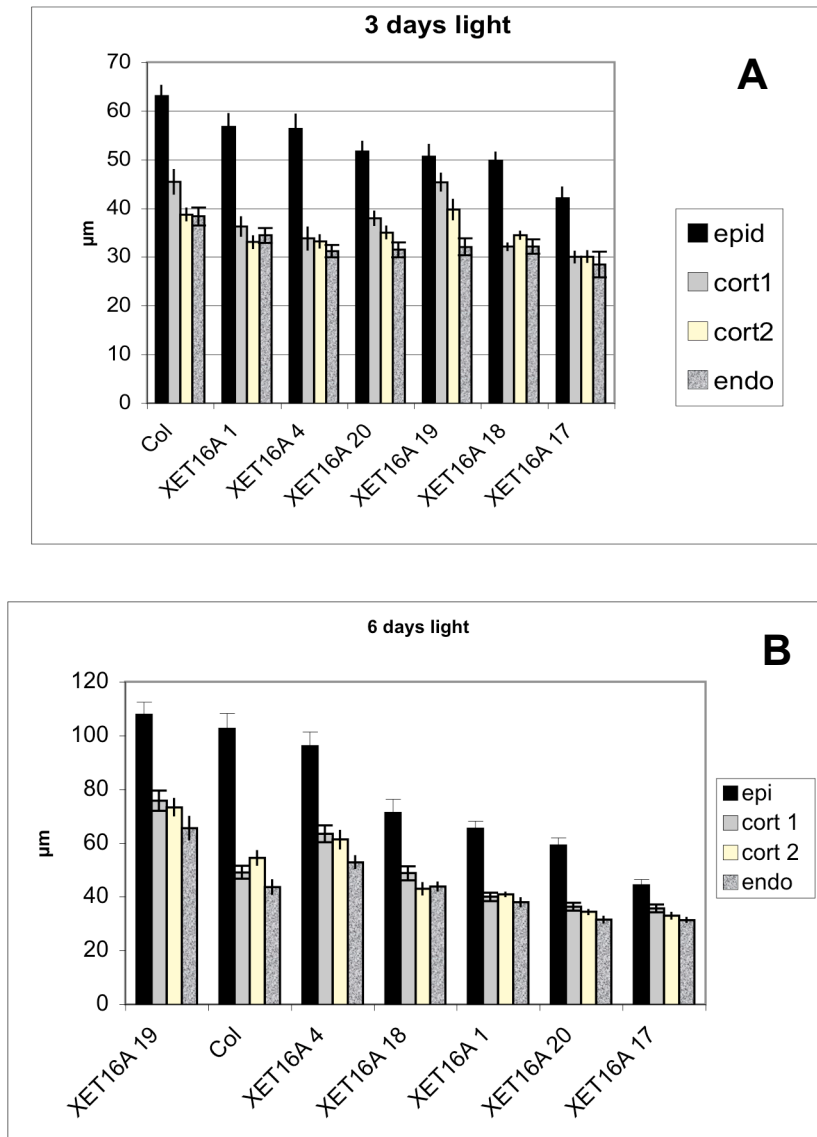 3 days light
A
70
60
50
40
30
20
10
0
µm
Col
XET16A 1
XET16A 4
XET16A 20
XET16A 19
XET16A 18
XET16A 17
epid
cort1
cort2
endo
6 days light
B
120
100
80
60
40
20
0
µm
XET16A 19
Col
XET16A 4
XET16A 18
XET16A 1
XET16A 20
XET16A 17
epi
cort 1
cort 2
endo